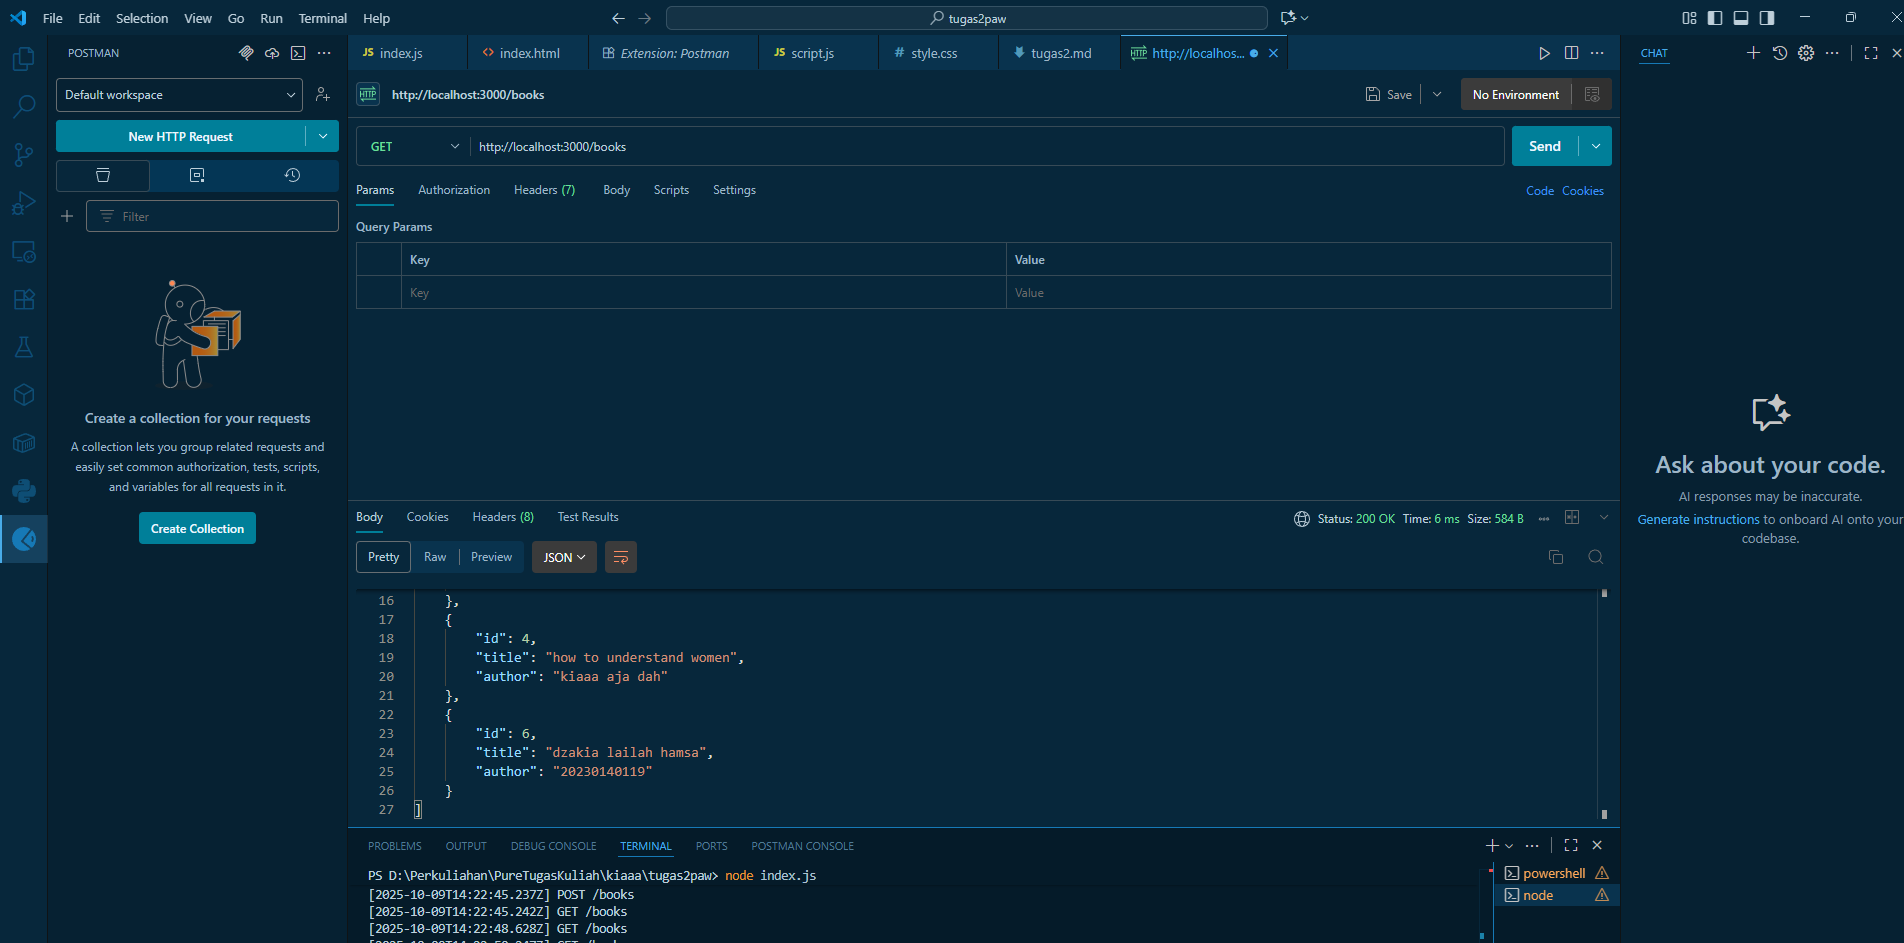 File Edit Selection View Go Run Terminal Help
tugas2paw
POSTMAN
JS index.js
<> index.html
Extension: Postman
JS script.js
# style.css
tugas2.md
HTTP http://localhos...
CHAT
Default workspace
HTTP http://localhost:3000/books
Save
No Environment
New HTTP Request
GET http://localhost:3000/books
Send
Params Authorization Headers (7) Body Scripts Settings
Code Cookies
Filter
Query Params
Key Value
Key Value
Create a collection for your requests
A collection lets you group related requests and
easily set common authorization, tests, scripts,
and variables for all requests in it.
Create Collection
Ask about your code.
AI responses may be inaccurate.
Generate instructions to onboard AI onto your
codebase.
Body Cookies Headers (8) Test Results
Status: 200 OK Time: 6 ms Size: 584 B
Pretty Raw Preview JSON
16 },
17 {
18 "id": 4,
19 "title": "how to understand women",
20 "author": "kiaaa aja dah"
21 },
22 {
23 "id": 6,
24 "title": "dzakia lailah hamsa",
25 "author": "20230140119"
26 }
27 ]
PROBLEMS OUTPUT DEBUG CONSOLE TERMINAL PORTS POSTMAN CONSOLE
PS D:\Perkuliahan\PureTugasKuliah\kiaaa\tugas2paw> node index.js
[2025-10-09T14:22:45.237Z] POST /books
[2025-10-09T14:22:45.242Z] GET /books
[2025-10-09T14:22:48.628Z] GET /books
powershell
node